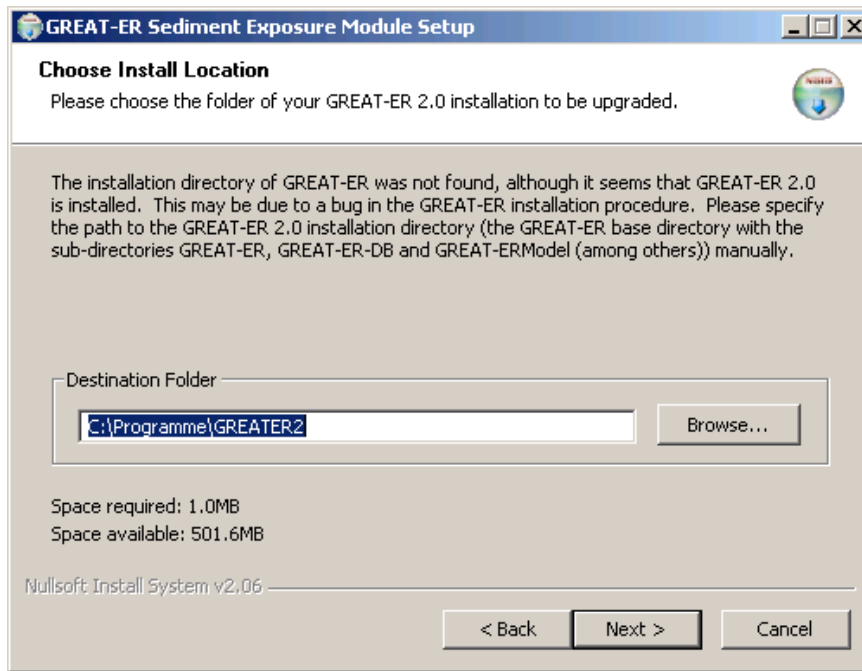 GREAT-ER Sediment Exposure Module Setup
Choose Install Location
Please choose the folder of your GREAT-ER 2.0 installation to be upgraded.
The installation directory of GREAT-ER was not found, although it seems that GREAT-ER 2.0
is installed.  This may be due to a bug in the GREAT-ER installation procedure.  Please specify
the path to the GREAT-ER 2.0 installation directory (the GREAT-ER base directory with the
sub-directories GREAT-ER, GREAT-ER-DB and GREAT-ERModel (among others)) manually.
Destination Folder
C:\Programme\GREATER2
Browse...
Space required: 1.0MB
Space available: 501.6MB
Nullsoft Install System v2.06
< Back
Next >
Cancel